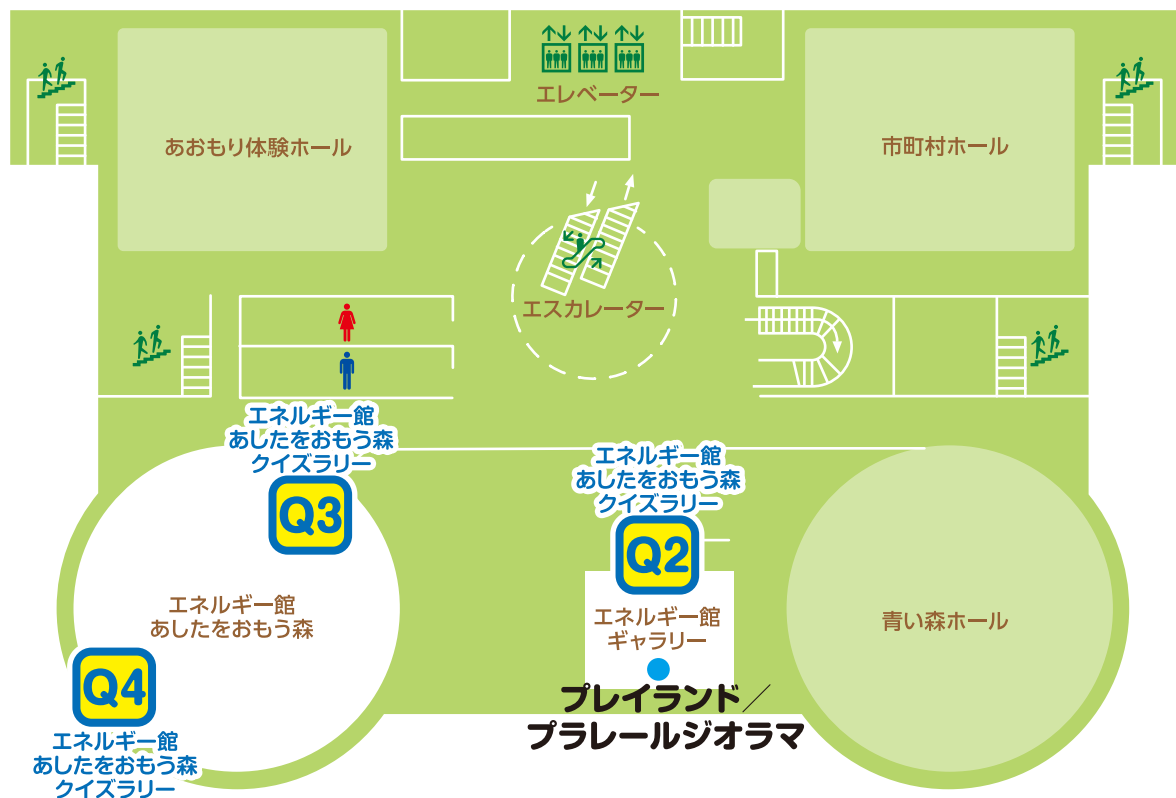 エレベーター
あおもり体験ホール
市町村ホール
エスカレーター
エネルギー館
あしたをおもう森
クイズラリー
Q3
エネルギー館
あしたをおもう森
クイズラリー
Q2
エネルギー館
あしたをおもう森
エネルギー館
ギャラリー
青い森ホール
Q4
エネルギー館
あしたをおもう森
クイズラリー
プレイランド／
プラレールジオラマ